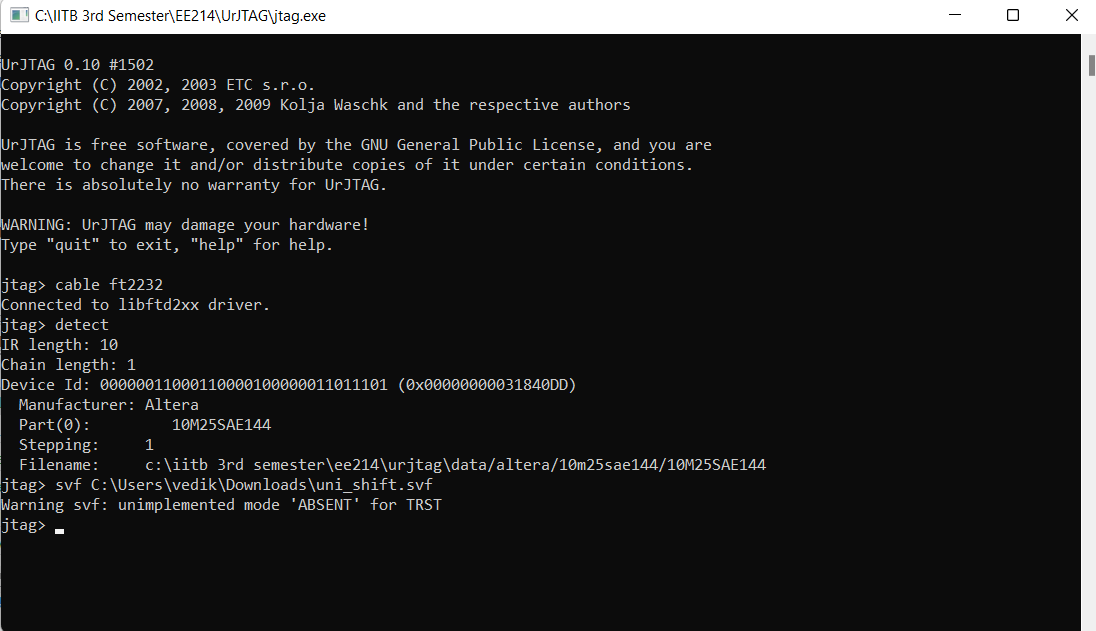 C:\IITB 3rd Semester\EE214\UrJTAG\jtag.exe
UrJTAG 0.10 #1502
Copyright (C) 2002, 2003 ETC s.r.o.
Copyright (C) 2007, 2008, 2009 Kolja Waschk and the respective authors
UrJTAG is free software, covered by the GNU General Public License, and you are
welcome to change it and/or distribute copies of it under certain conditions.
There is absolutely no warranty for UrJTAG.
WARNING: UrJTAG may damage your hardware!
Type "quit" to exit, "help" for help.
jtag> cable ft2232
Connected to libftd2xx driver.
jtag> detect
IR length: 10
Chain length: 1
Device Id: 00000011000110000100000011011101 (0x00000000031840DD)
  Manufacturer: Altera
  Part(0):         10M25SAE144
  Stepping:     1
  Filename:     c:\iitb 3rd semester\ee214\urjtag\data/altera/10m25sae144/10M25SAE144
jtag> svf C:\Users\vedik\Downloads\uni_shift.svf
Warning svf: unimplemented mode 'ABSENT' for TRST
jtag>